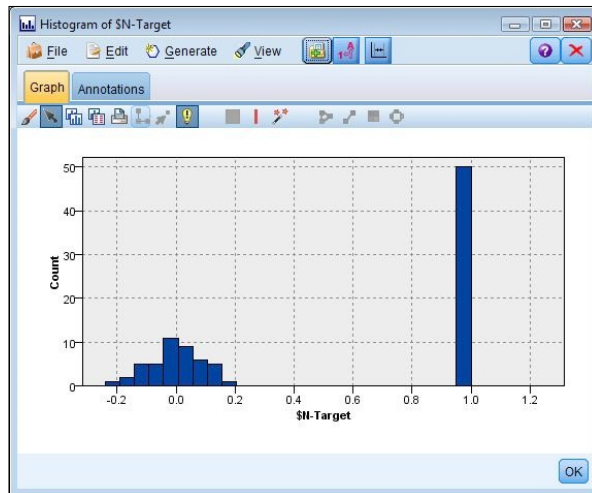 Histogram of $N-Target
File Edit Generate View
Graph Annotations
50
40
30
20
10
0
Count
-0.2 0.0 0.2 0.4 0.6 0.8 1.0 1.2
$N-Target
OK